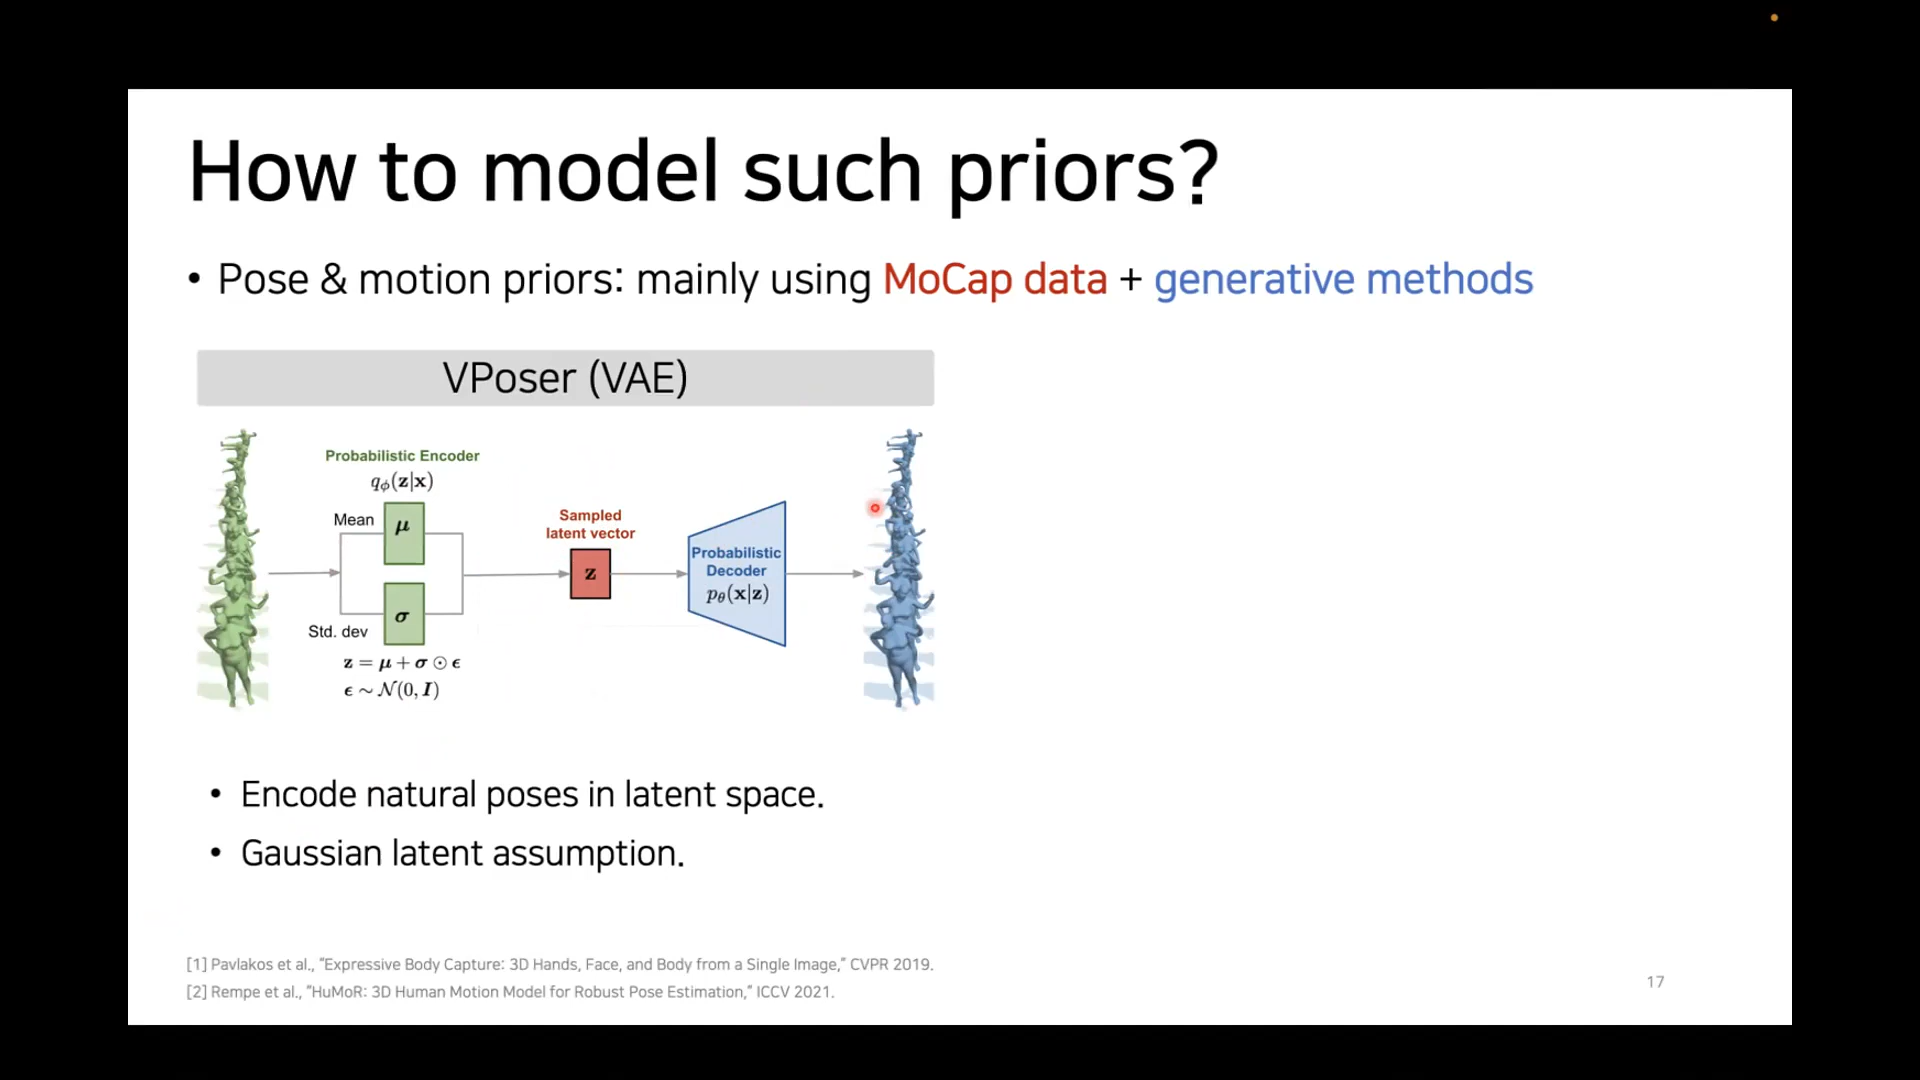 How to model such priors?
• Pose & motion priors: mainly using MoCap data + generative methods
VPoser (VAE)
Probabilistic Encoder
qϕ(z|x)
Mean
μ
Std. dev
σ
z = μ + σ ⊙ ϵ
ϵ ∼ 𝒩(0, I)
Sampled
latent vector
z
Probabilistic
Decoder
pθ(x|z)
• Encode natural poses in latent space.
• Gaussian latent assumption.
[1] Pavlakos et al., “Expressive Body Capture: 3D Hands, Face, and Body from a Single Image,” CVPR 2019.
[2] Rempe et al., “HuMoR: 3D Human Motion Model for Robust Pose Estimation,” ICCV 2021.
17